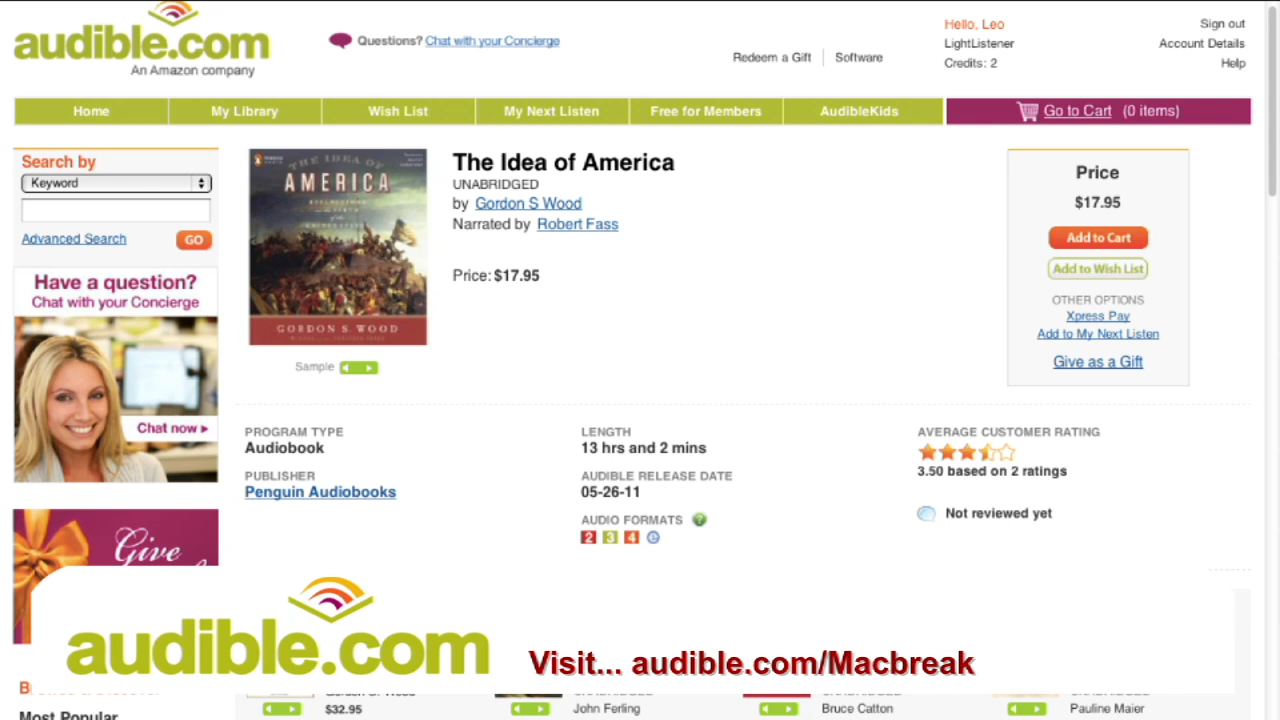 audible.com
An Amazon company
Questions? Chat with your Concierge
Redeem a Gift
Software
Hello, Leo
LightListener
Credits: 2
Sign out
Account Details
Help
Home
My Library
Wish List
My Next Listen
Free for Members
AudibleKids
Go to Cart (0 items)
Search by
Keyword
Advanced Search
GO
Have a question?
Chat with your Concierge
Chat now
Give
THE IDEA OF
AMERICA
GORDON S. WOOD
Sample
The Idea of America
UNABRIDGED
by Gordon S Wood
Narrated by Robert Fass
Price: $17.95
Price
$17.95
Add to Cart
Add to Wish List
OTHER OPTIONS
Xpress Pay
Add to My Next Listen
Give as a Gift
PROGRAM TYPE
Audiobook
PUBLISHER
Penguin Audiobooks
LENGTH
13 hrs and 2 mins
AUDIBLE RELEASE DATE
05-26-11
AUDIO FORMATS ?
2 3 4 e
AVERAGE CUSTOMER RATING
3.50 based on 2 ratings
Not reviewed yet
audible.com
Visit... audible.com/Macbreak
$32.95
John Ferling
Bruce Catton
Pauline Maier
Most Popular